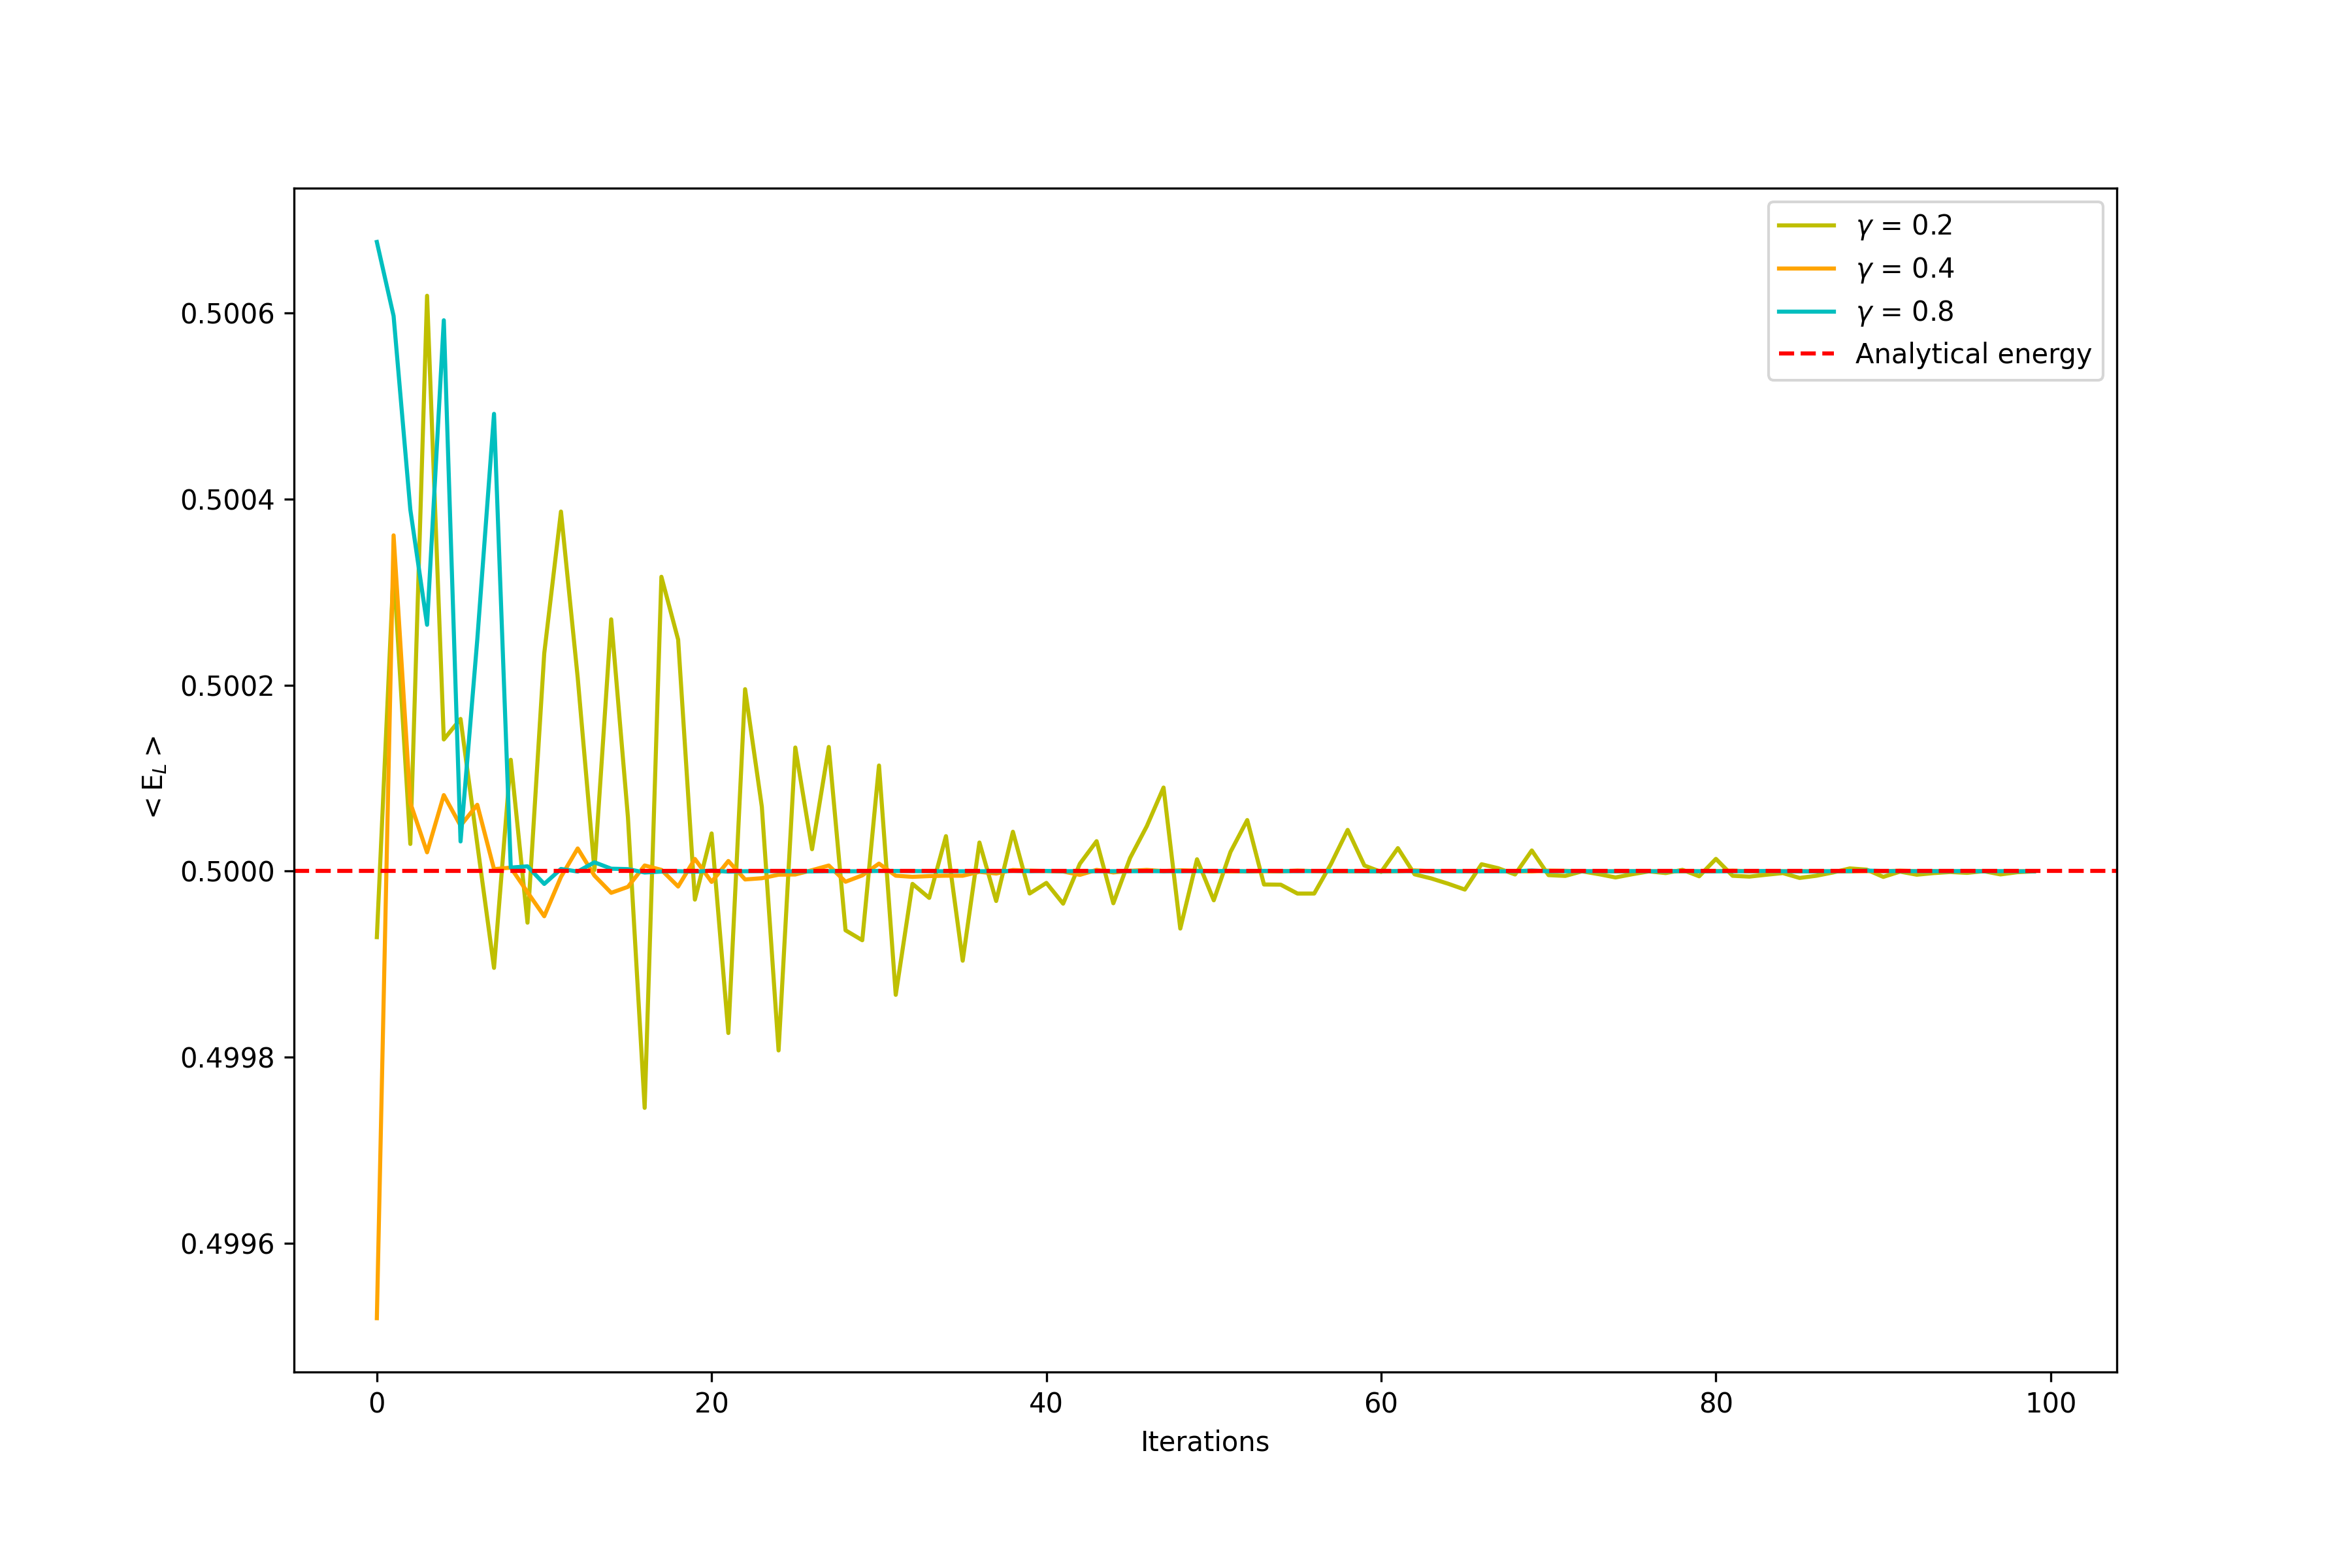 γ = 0.2
γ = 0.4
γ = 0.8
Analytical energy
0.5006
0.5004
0.5002
0.5000
0.4998
0.4996
< E_L >
0 20 40 60 80 100
Iterations